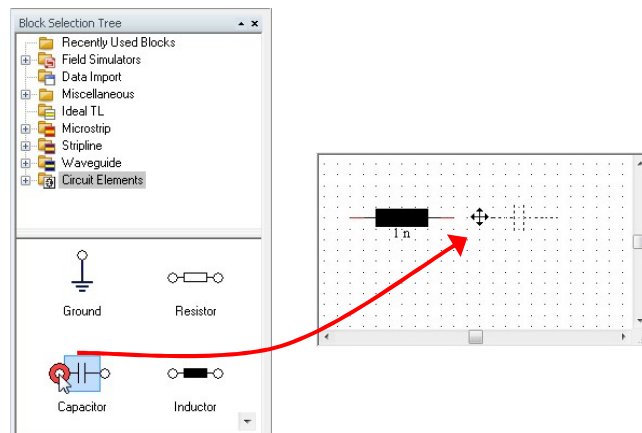 Block Selection Tree
Recently Used Blocks
Field Simulators
Data Import
Miscellaneous
Ideal TL
Microstrip
Stripline
Waveguide
Circuit Elements
1 n
Ground
Resistor
Capacitor
Inductor